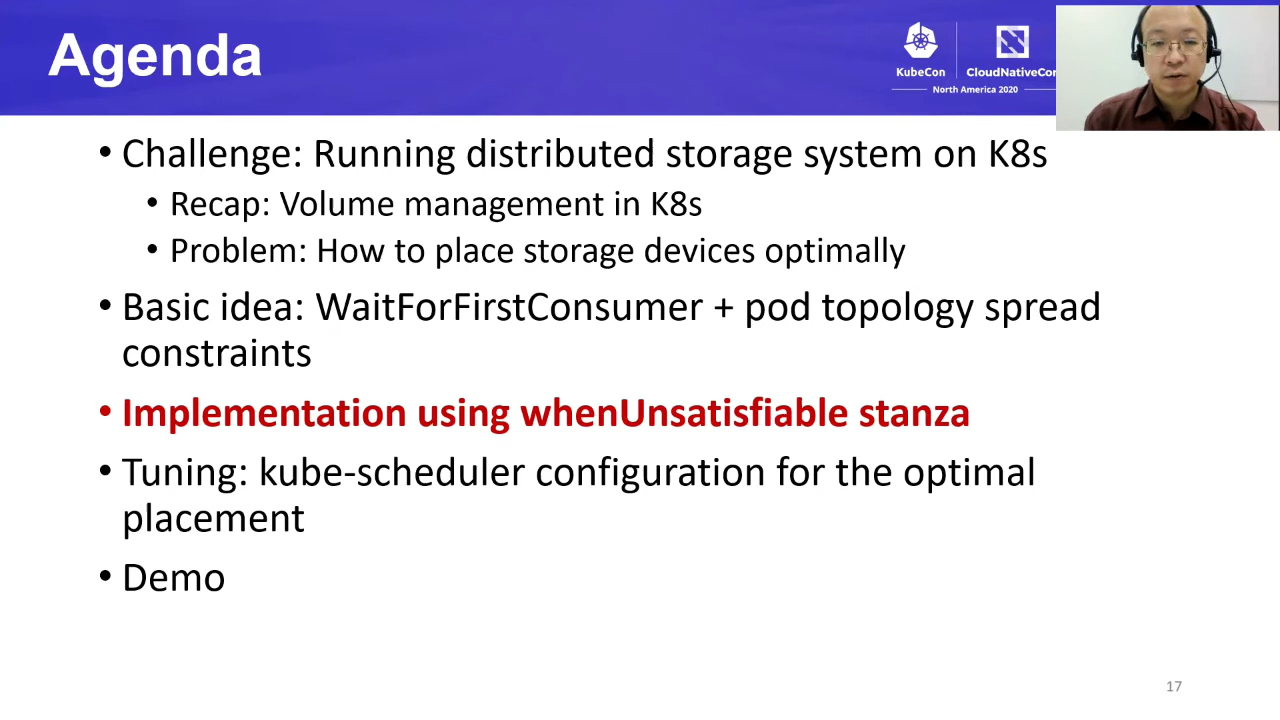 Agenda
KubeCon
CloudNativeCon
North America 2020
• Challenge: Running distributed storage system on K8s
• Recap: Volume management in K8s
• Problem: How to place storage devices optimally
• Basic idea: WaitForFirstConsumer + pod topology spread
constraints
• Implementation using whenUnsatisfiable stanza
• Tuning: kube-scheduler configuration for the optimal
placement
• Demo
17